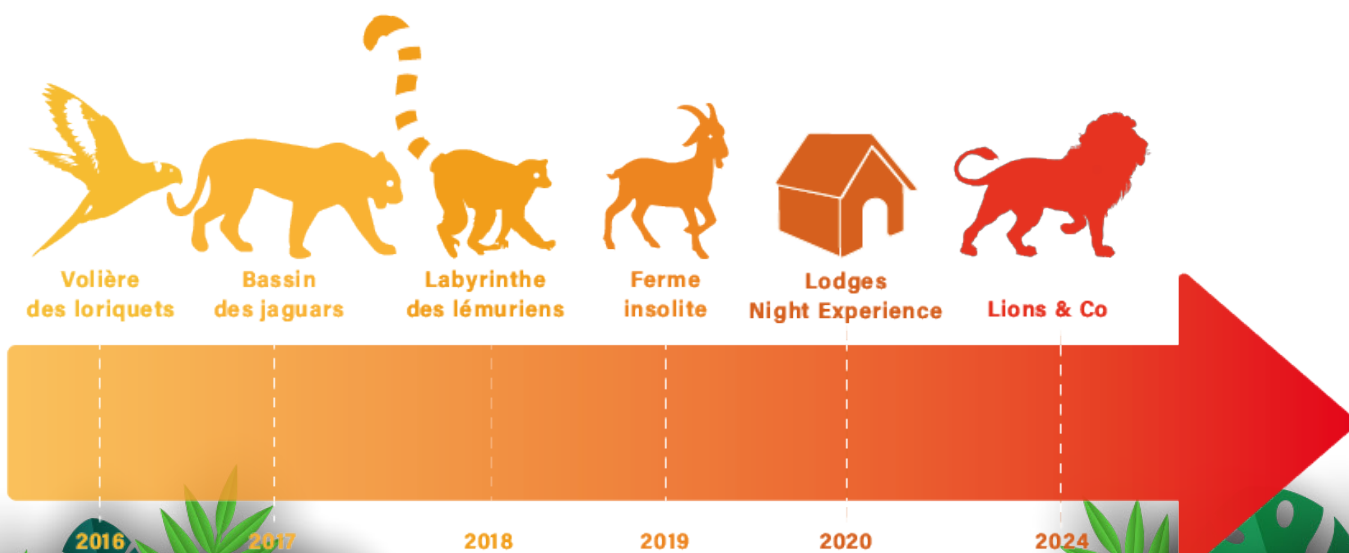 Volière
des loriquets
Bassin
des jaguars
Labyrinthe
des lémuriens
Ferme
insolite
Lodges
Night Experience
Lions & Co
2016
2017
2018
2019
2020
2024